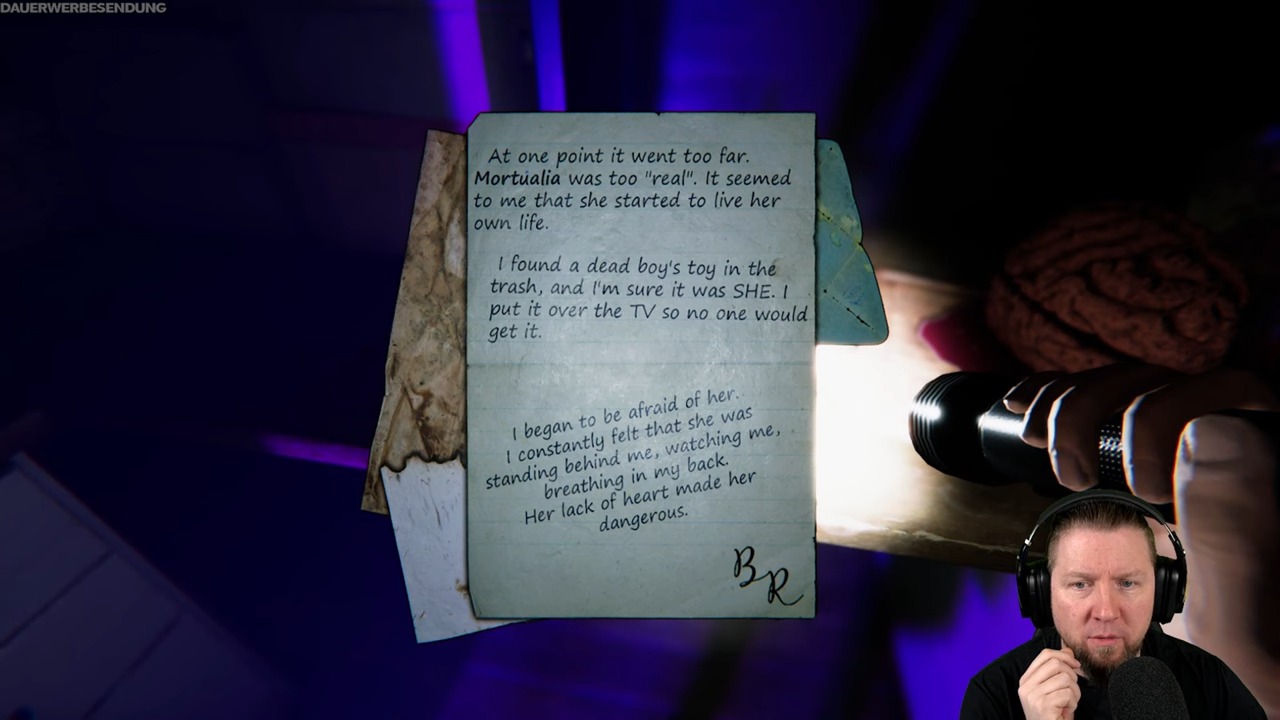 DAUERWERBESENDUNG
At one point it went too far.
Mortualia was too "real". It seemed
to me that she started to live her
own life.
I found a dead boy's toy in the
trash, and I'm sure it was SHE. I
put it over the TV so no one would
get it.
I began to be afraid of her.
I constantly felt that she was
standing behind me, watching me,
breathing in my back.
Her lack of heart made her
dangerous.
BR